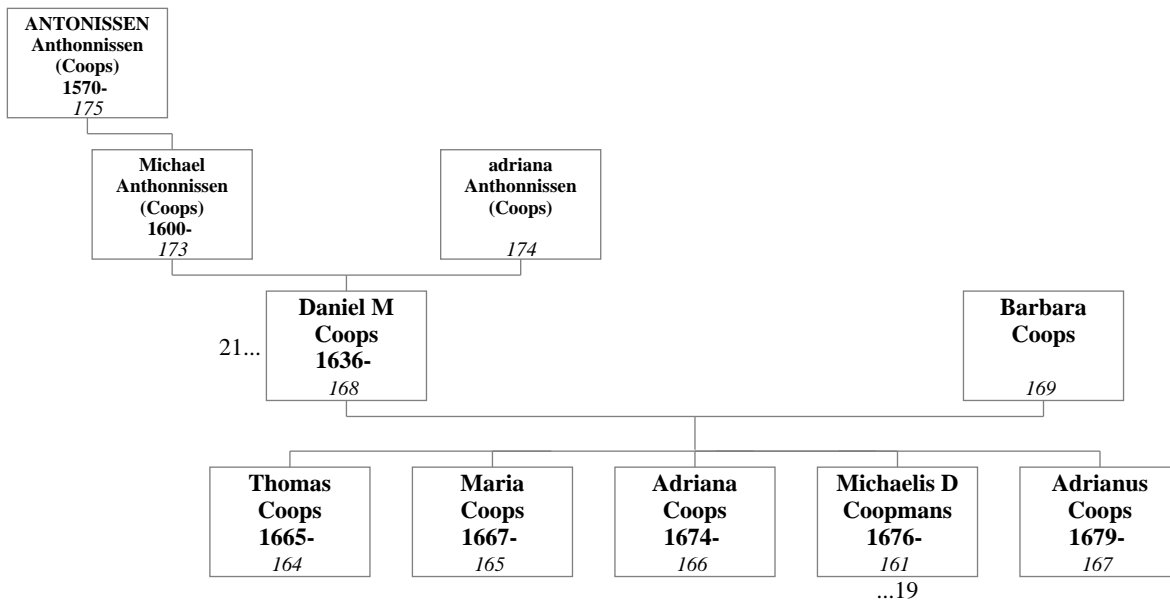 ANTONISSEN
Anthonnissen
(Coops)
1570-
175
Michael
Anthonnissen
(Coops)
1600-
173
adriana
Anthonnissen
(Coops)
174
21...
Daniel M
Coops
1636-
168
Barbara
Coops
169
Thomas
Coops
1665-
164
Maria
Coops
1667-
165
Adriana
Coops
1674-
166
Michaelis D
Coopmans
1676-
161
...19
Adrianus
Coops
1679-
167